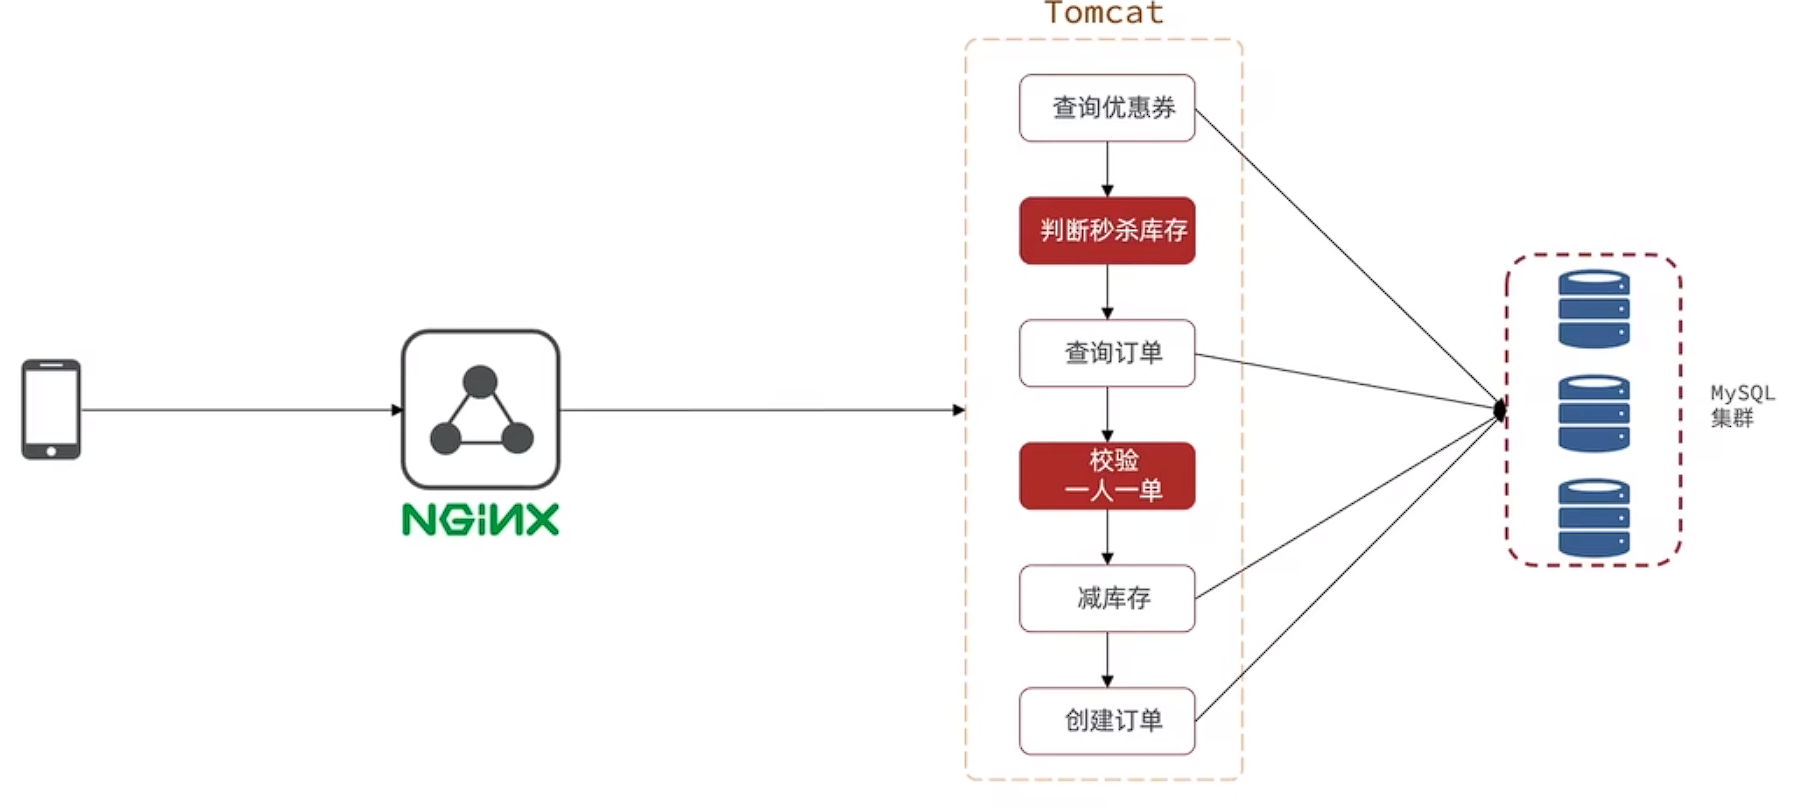 Tomcat
查询优惠券
判断秒杀库存
查询订单
校验
一人一单
减库存
创建订单
NGiNX
MySQL
集群